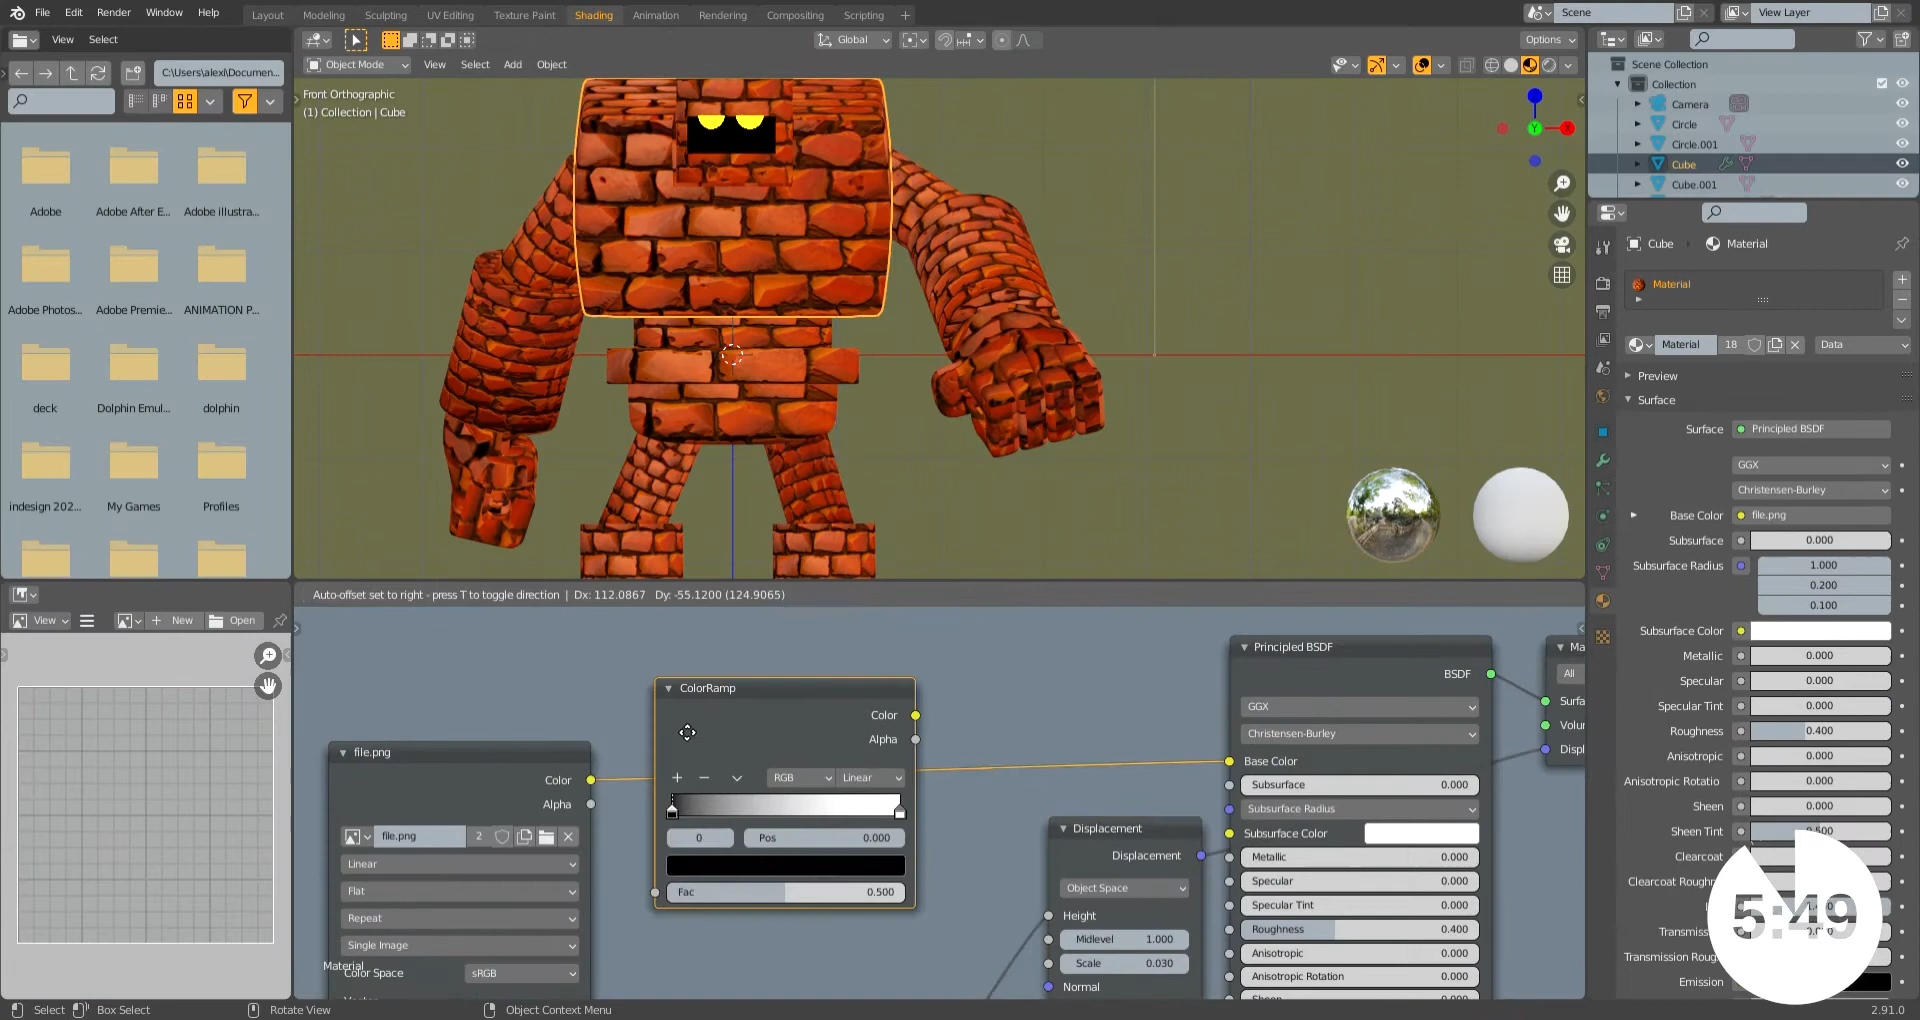 File Edit Render Window Help
Layout Modeling Sculpting UV Editing Texture Paint Shading Animation Rendering Compositing Scripting +
Scene
View Layer
View Select
C:\Users\alexl\Documen...
Adobe
Adobe After E...
Adobe illustra...
Adobe Photos...
Adobe Premie...
ANIMATION P...
deck
Dolphin Emul...
dolphin
indesign 202...
My Games
Profiles
View
New
Open
Global
Options
Object Mode
View Select Add Object
Front Orthographic
(1) Collection | Cube
X
Y
Auto-offset set to right - press T to toggle direction | Dx: 112.0867 Dy: -55.1200 (124.9065)
file.png
Color
Alpha
file.png 2
Linear
Flat
Repeat
Single Image
Color Space sRGB
Material
ColorRamp
Color
Alpha
RGB Linear
0 Pos 0.000
Fac 0.500
Displacement
Displacement
Object Space
Height
Midlevel 1.000
Scale 0.030
Normal
Principled BSDF
BSDF
GGX
Christensen-Burley
Base Color
Subsurface 0.000
Subsurface Radius
Subsurface Color
Metallic 0.000
Specular 0.000
Specular Tint 0.000
Roughness 0.400
Anisotropic 0.000
Anisotropic Rotation 0.000
Ma
All
Surfa
Volur
Displ
Scene Collection
Collection
Camera
Circle
Circle.001
Cube
Cube.001
Cube Material
Material
Material 18
Data
Preview
Surface
Surface Principled BSDF
GGX
Christensen-Burley
Base Color file.png
Subsurface 0.000
Subsurface Radius 1.000
0.200
0.100
Subsurface Color
Metallic 0.000
Specular 0.000
Specular Tint 0.000
Roughness 0.400
Anisotropic 0.000
Anisotropic Rotatio 0.000
Sheen 0.000
Sheen Tint 0.500
Clearcoat
Clearcoat Roughn
Transmiss
Transmission Roug
Emission
5:49
Select
Box Select
Rotate View
Object Context Menu
2.91.0